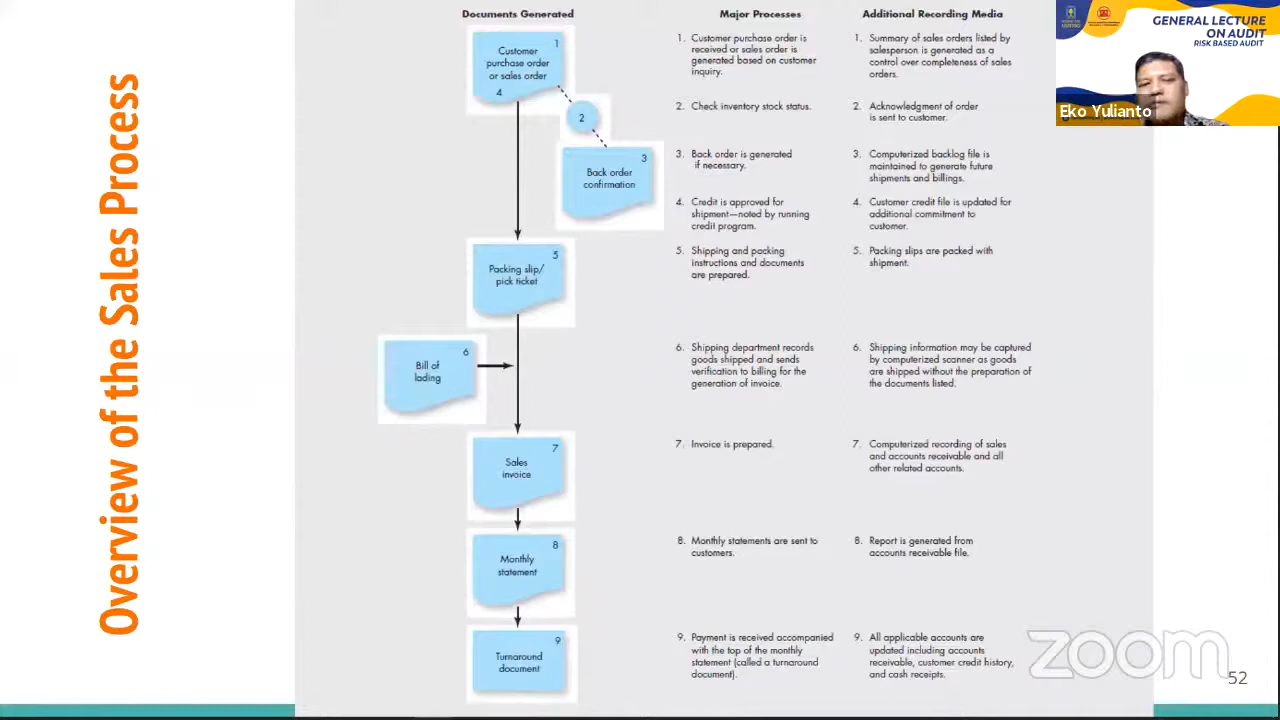 Overview of the Sales Process
Documents Generated
1
Customer
purchase order
or sales order
4
2
3
Back order
confirmation
5
Packing slip/
pick ticket
6
Bill of
lading
7
Sales
invoice
8
Monthly
statement
9
Turnaround
document
Major Processes
1. Customer purchase order is
received or sales order is
generated based on customer
inquiry.
2. Check inventory stock status.
3. Back order is generated
if necessary.
4. Credit is approved for
shipment—noted by running
credit program.
5. Shipping and packing
instructions and documents
are prepared.
6. Shipping department records
goods shipped and sends
verification to billing for the
generation of invoice.
7. Invoice is prepared.
8. Monthly statements are sent to
customers.
9. Payment is received accompanied
with the top of the monthly
statement (called a turnaround
document).
Additional Recording Media
1. Summary of sales orders listed by
salesperson is generated as a
control over completeness of sales
orders.
2. Acknowledgment of order
is sent to customer.
3. Computerized backlog file is
maintained to generate future
shipments and billings.
4. Customer credit file is updated for
additional commitment to
customer.
5. Packing slips are packed with
shipment.
6. Shipping information may be captured
by computerized scanner as goods
are shipped without the preparation of
the documents listed.
7. Computerized recording of sales
and accounts receivable and all
other related accounts.
8. Report is generated from
accounts receivable file.
9. All applicable accounts are
updated including accounts
receivable, customer credit history,
and cash receipts.
GENERAL LECTURE
ON AUDIT
RISK BASED AUDIT
Eko Yulianto
zoom
52